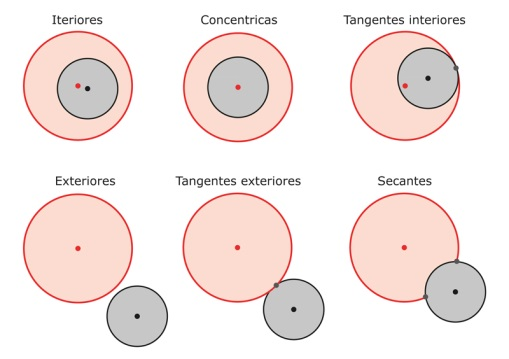 Iteriores
Concentricas
Tangentes interiores
Exteriores
Tangentes exteriores
Secantes